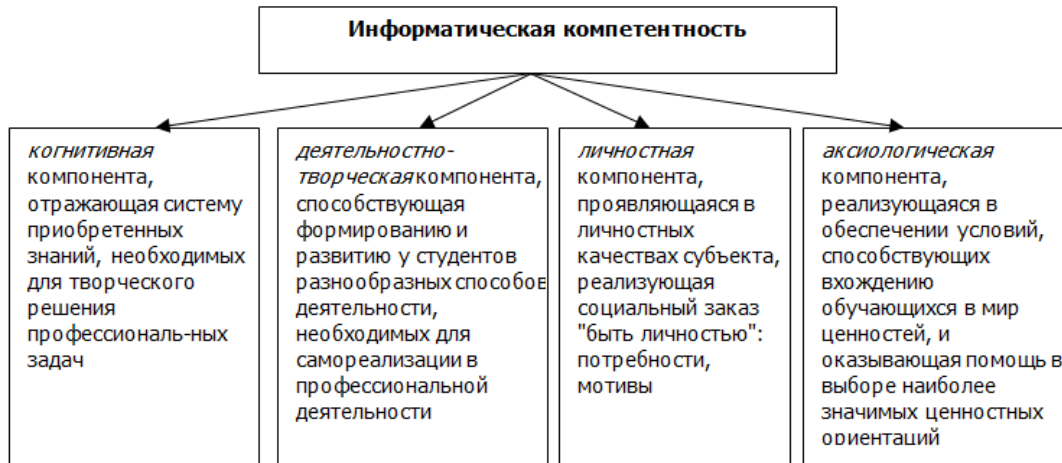 Информатическая компетентность
когнитивная
компонента,
отражающая систему
приобретенных
знаний, необходимых
для творческого
решения
профессиональ-ных
задач
деятельностно-
творческая компонента,
способствующая
формированию и
развитию у студентов
разнообразных способов
деятельности,
необходимых для
самореализации в
профессиональной
деятельности
личностная
компонента,
проявляющаяся в
личностных
качествах субъекта,
реализующая
социальный заказ
"быть личностью":
потребности,
мотивы
аксиологическая
компонента,
реализующаяся в
обеспечении условий,
способствующих
вхождению
обучающихся в мир
ценностей, и
оказывающая помощь в
выборе наиболее
значимых ценностных
ориентаций